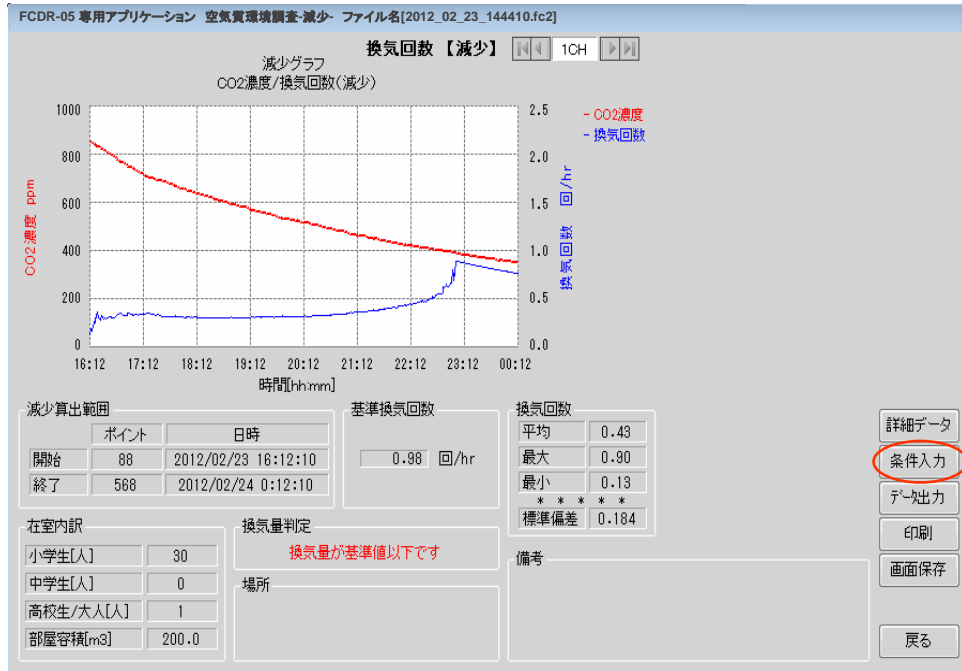 FCDR-05 専用アプリケーション 空気質環境調査-減少- ファイル名[2012_02_23_144410.fc2]
換気回数 【減少】 1CH
減少グラフ
CO2濃度/換気回数(減少)
1000
800
600
400
200
0
CO2濃度 ppm
2.5
2.0
1.5
1.0
0.5
0.0
換気回数 回/hr
- CO2濃度
- 換気回数
16:12 17:12 18:12 19:12 20:12 21:12 22:12 23:12 00:12
時間[hh:mm]
減少算出範囲
ポイント 日時
開始 88 2012/02/23 16:12:10
終了 568 2012/02/24 0:12:10
基準換気回数
0.98 回/hr
換気回数
平均 0.43
最大 0.90
最小 0.13
* * * * *
標準偏差 0.184
在室内訳
小学生[人] 30
中学生[人] 0
高校生/大人[人] 1
部屋容積[m3] 200.0
換気量判定
換気量が基準値以下です
場所
備考
詳細データ
条件入力
データ出力
印刷
画面保存
戻る